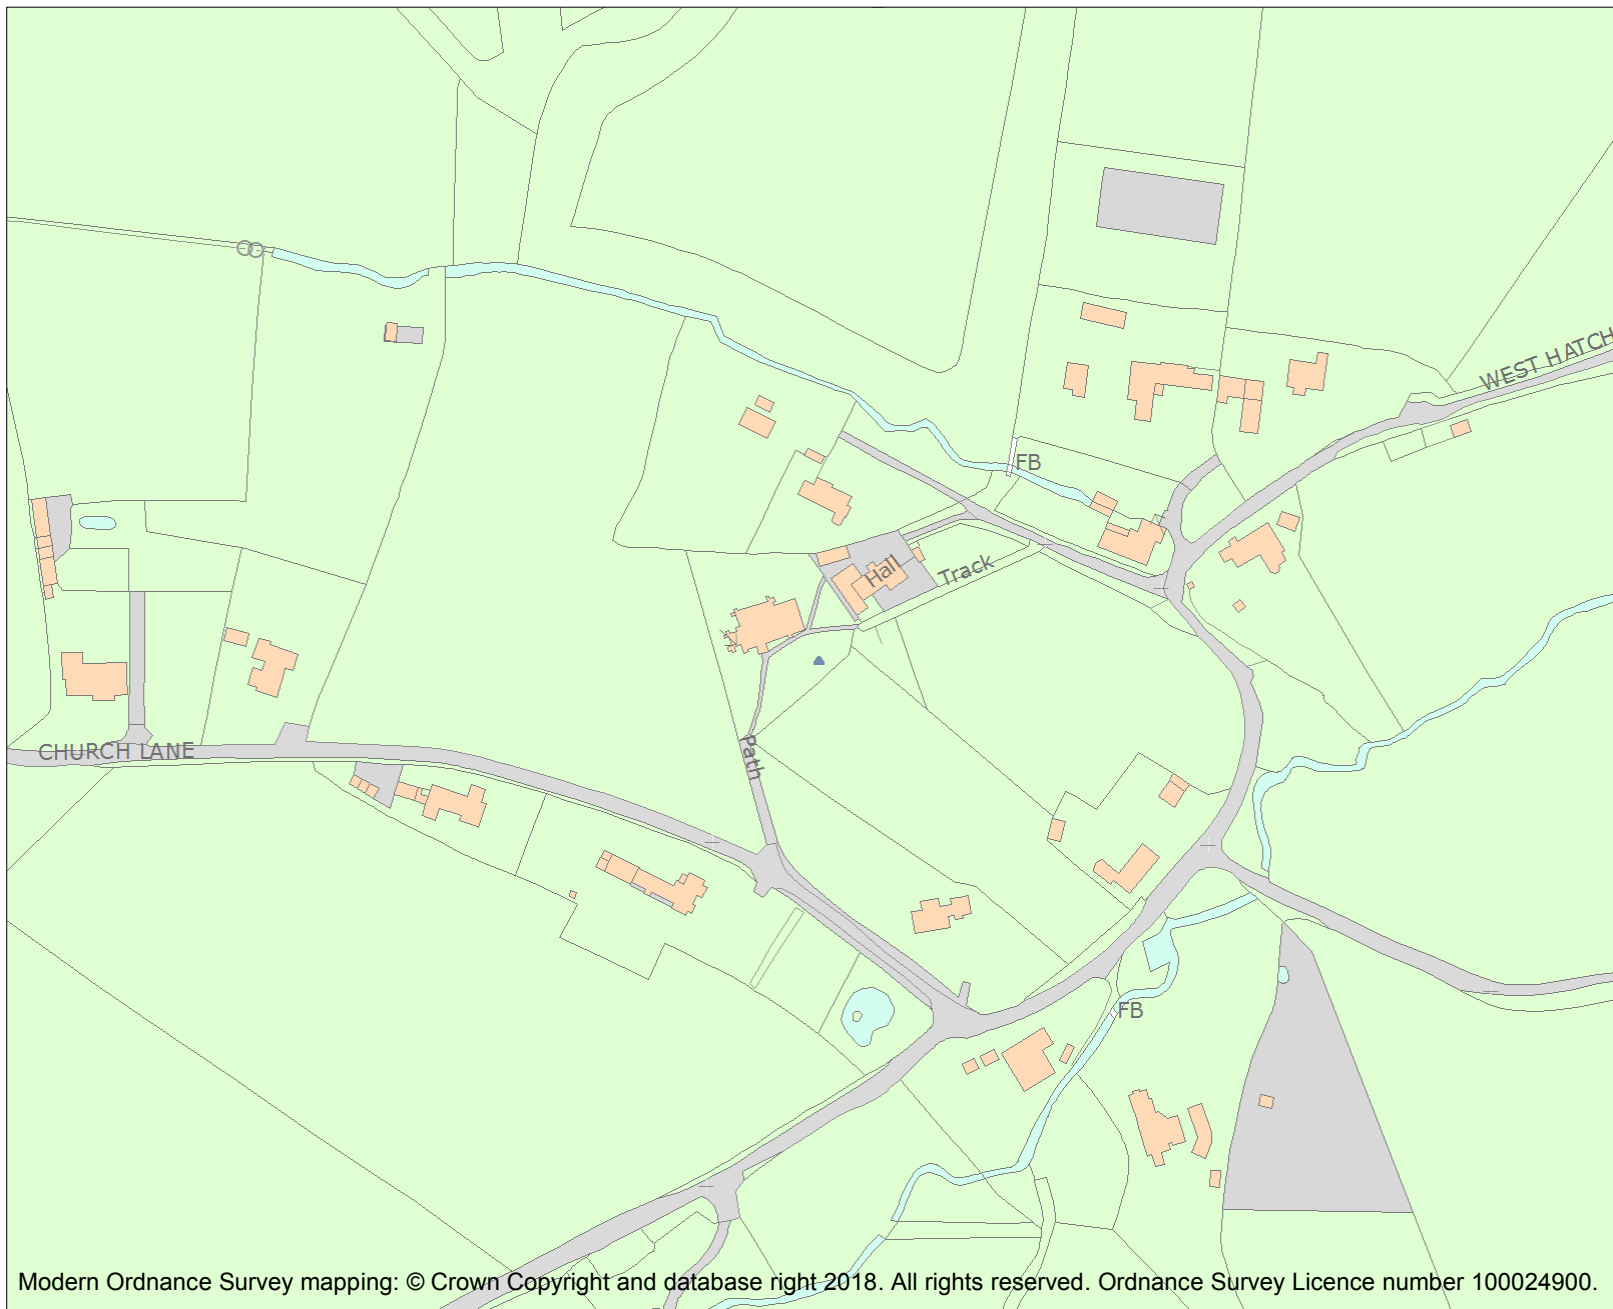 WEST HATCH
FB
Hall
Track
CHURCH LANE
Path
FB
Modern Ordnance Survey mapping: © Crown Copyright and database right 2018. All rights reserved. Ordnance Survey Licence number 100024900.